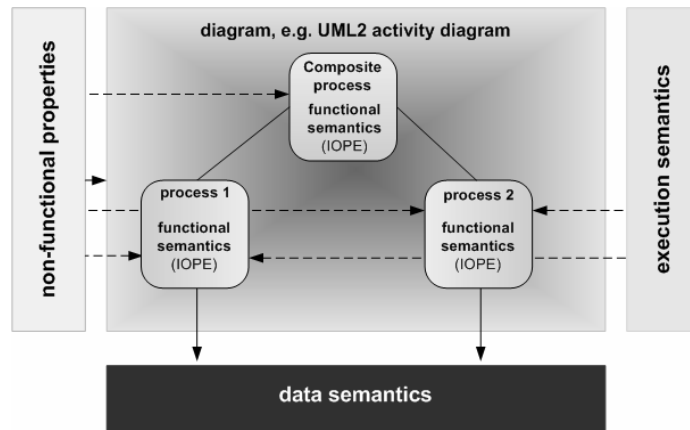 diagram, e.g. UML2 activity diagram
non-functional properties
Composite
process
functional
semantics
(IOPE)
execution semantics
process 1
functional
semantics
(IOPE)
process 2
functional
semantics
(IOPE)
data semantics